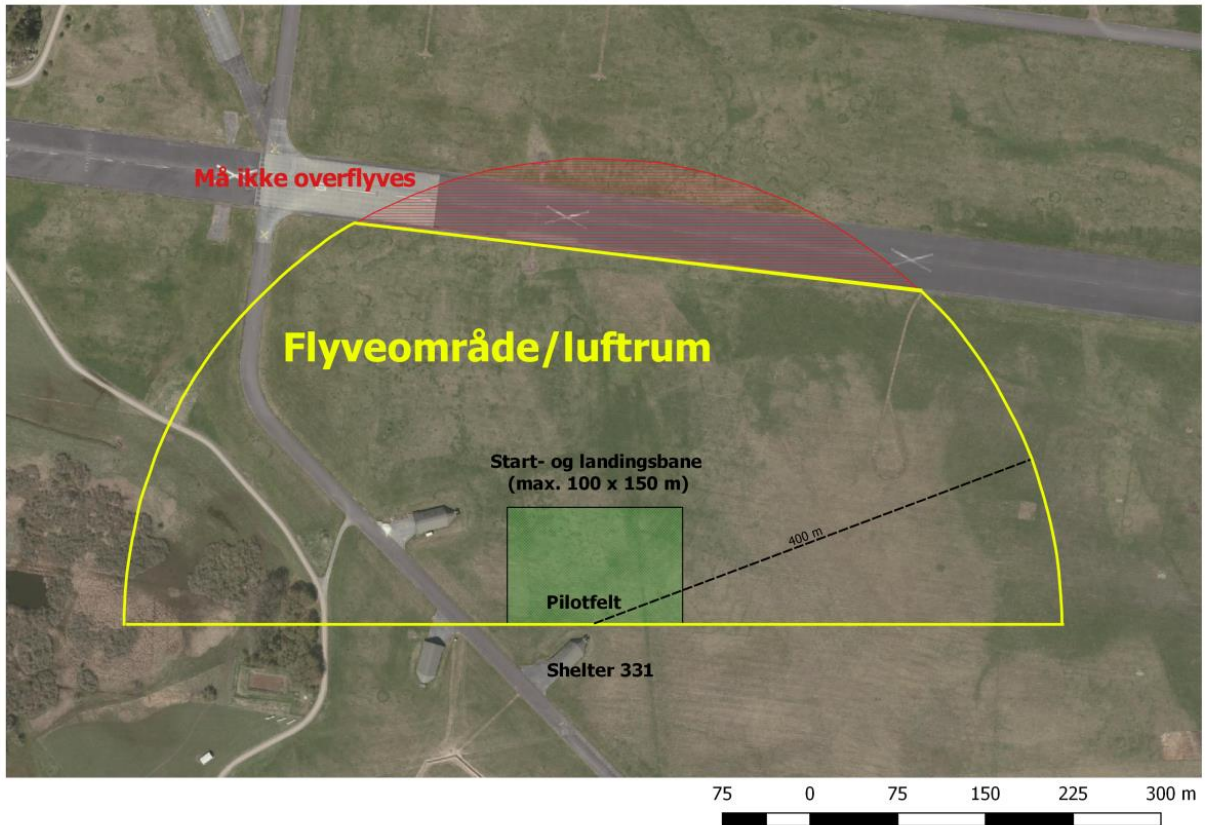 Må ikke overflyves
Flyveområde/luftrum
Start- og landingsbane
(max. 100 x 150 m)
400 m
Pilotfelt
Shelter 331
75 0 75 150 225 300 m